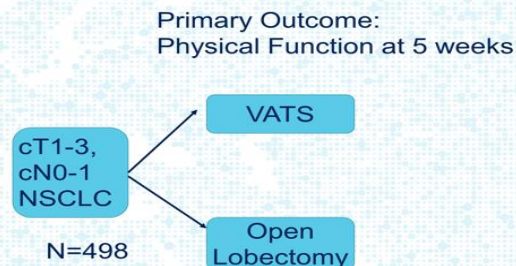 Primary Outcome:
Physical Function at 5 weeks
VATS
cT1-3,
cN0-1
NSCLC
Open
Lobectomy
N=498